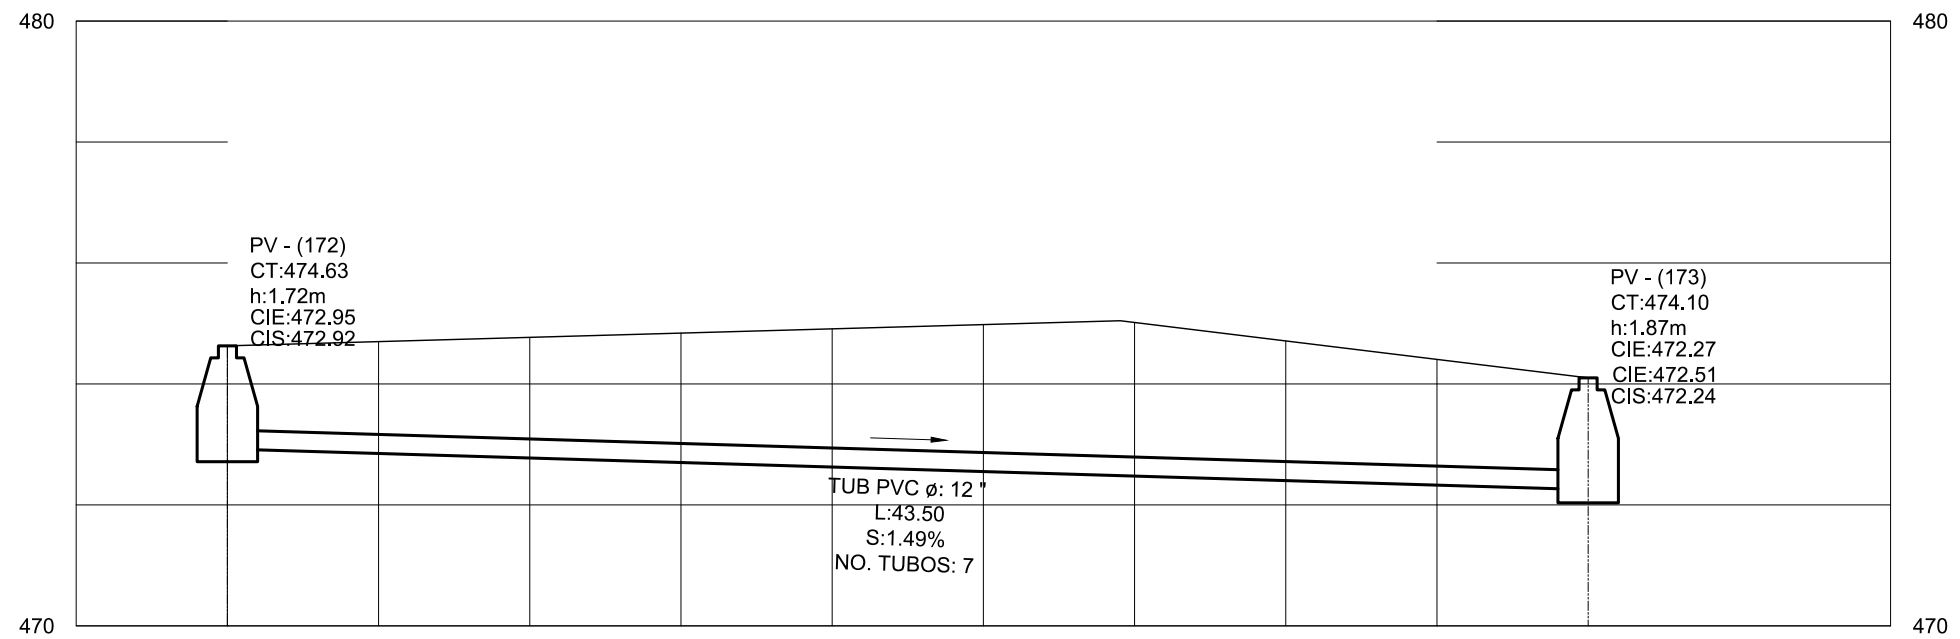 480
480
PV - (172)
CT:474.63
h:1.72m
CIE:472.95
CIS:472.92
PV - (173)
CT:474.10
h:1.87m
CIE:472.27
CIE:472.51
CIS:472.24
TUB PVC ø: 12 "
L:43.50
S:1.49%
NO. TUBOS: 7
470
470